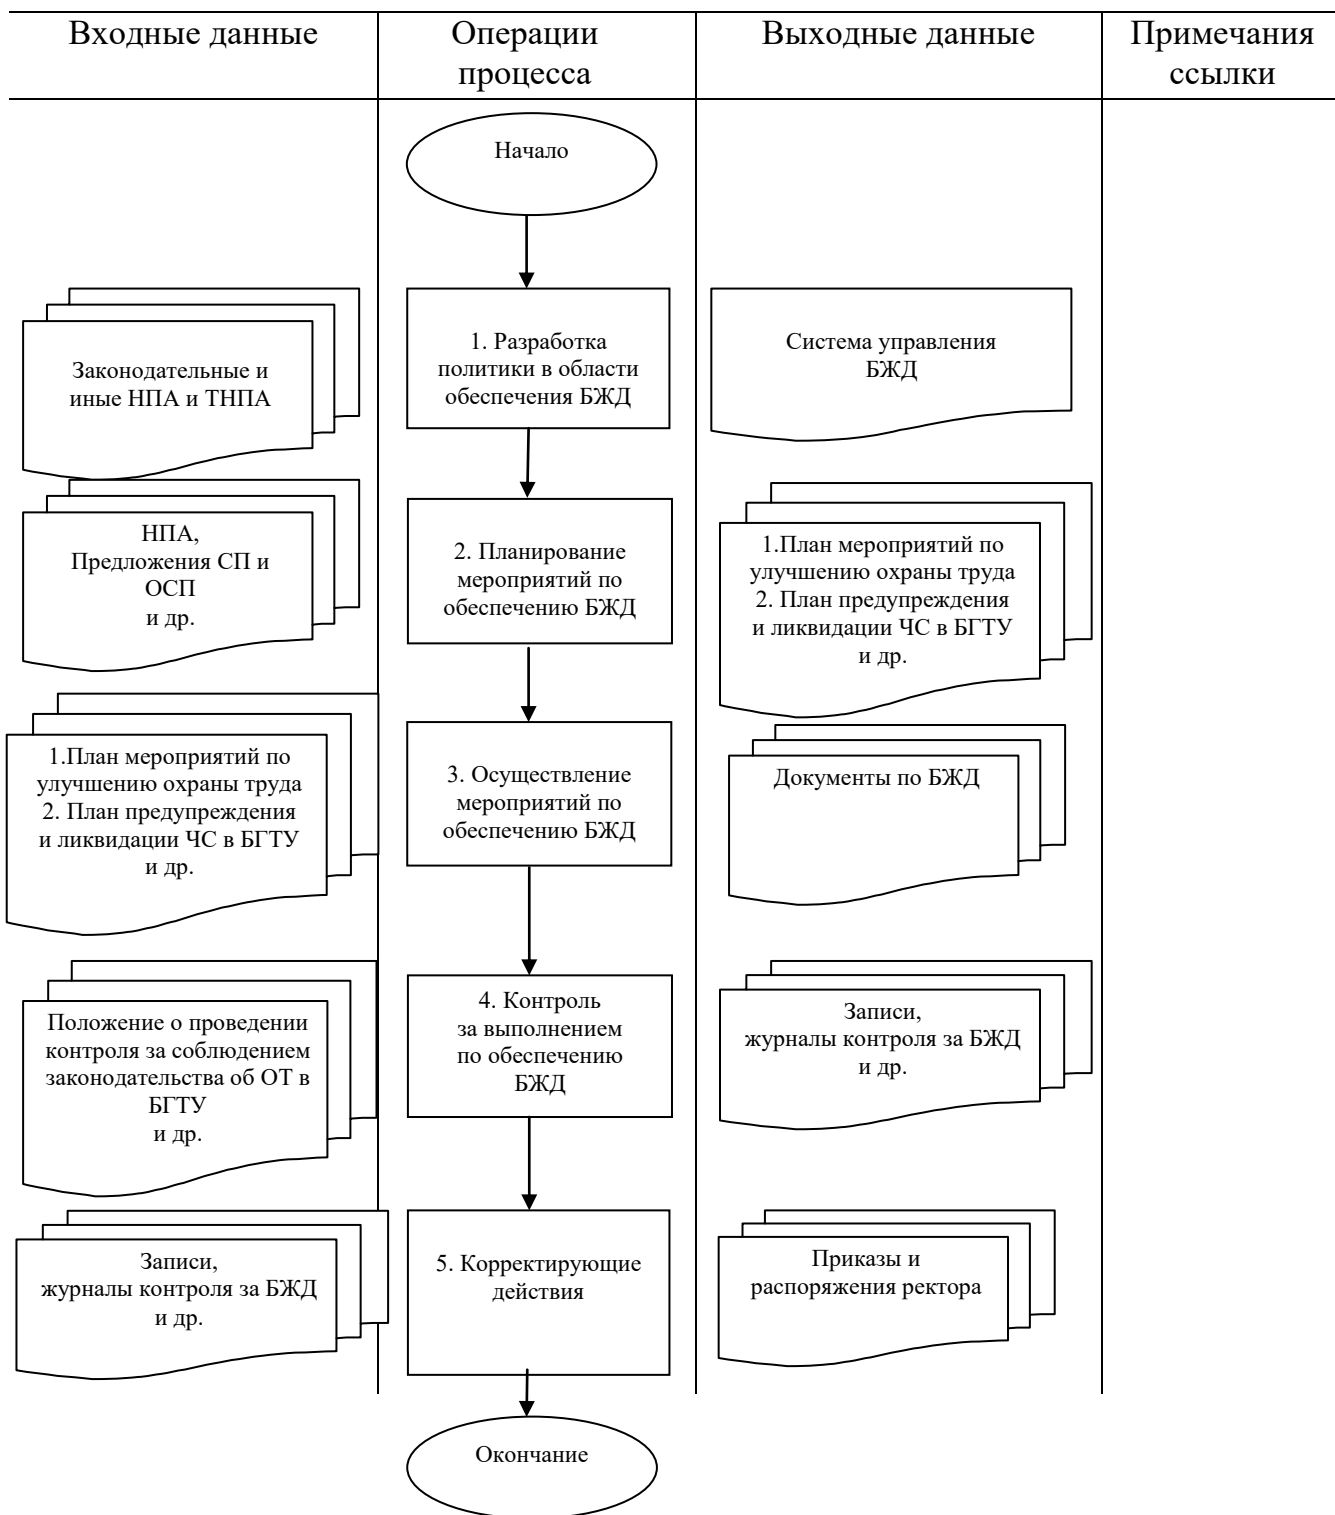 Входные данные
Операции
процесса
Выходные данные
Примечания
ссылки
Начало
Законодательные и
иные НПА и ТНПА
1. Разработка
политики в области
обеспечения БЖД
Система управления
БЖД
НПА,
Предложения СП и
ОСП
и др.
2. Планирование
мероприятий по
обеспечению БЖД
1.План мероприятий по
улучшению охраны труда
2. План предупреждения
и ликвидации ЧС в БГТУ
и др.
1.План мероприятий по
улучшению охраны труда
2. План предупреждения
и ликвидации ЧС в БГТУ
и др.
3. Осуществление
мероприятий по
обеспечению БЖД
Документы по БЖД
Положение о проведении
контроля за соблюдением
законодательства об ОТ в
БГТУ
и др.
4. Контроль
за выполнением
по обеспечению
БЖД
Записи,
журналы контроля за БЖД
и др.
Записи,
журналы контроля за БЖД
и др.
5. Корректирующие
действия
Приказы и
распоряжения ректора
Окончание